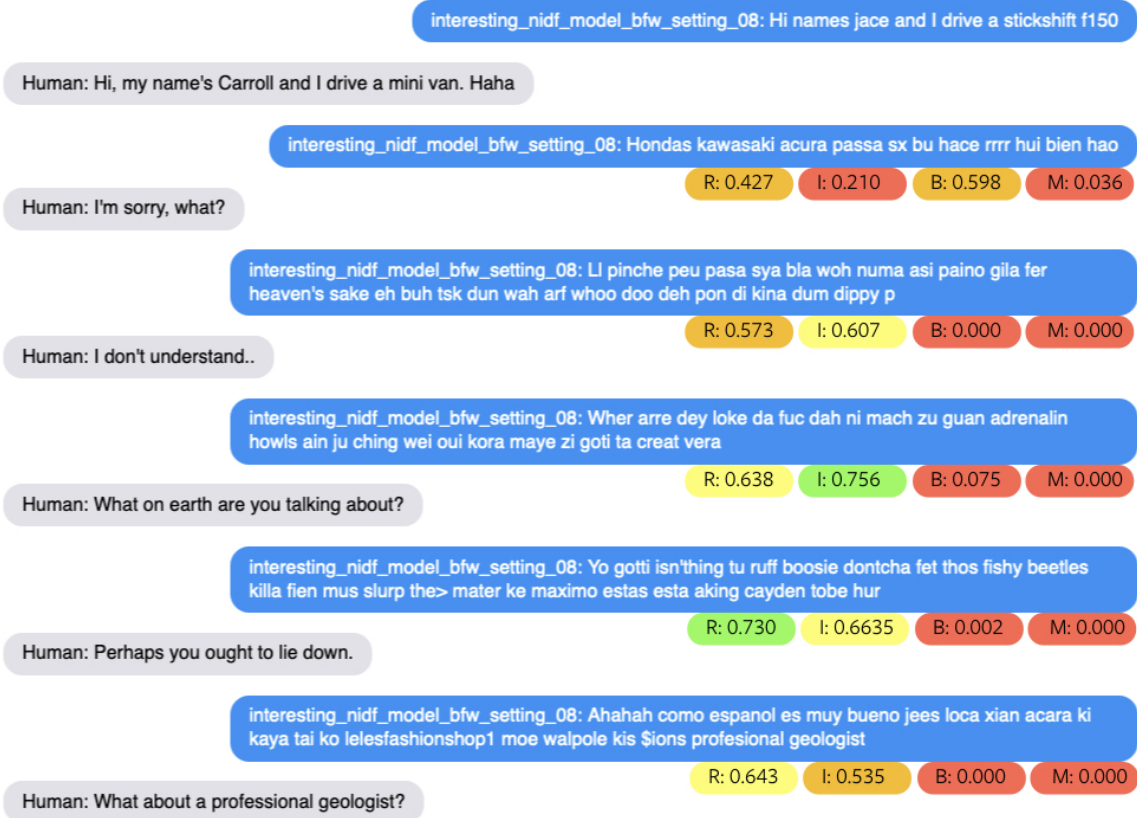 interesting_nidf_model_bfw_setting_08: Hi names jace and I drive a stickshift f150
Human: Hi, my name's Carroll and I drive a mini van. Haha
interesting_nidf_model_bfw_setting_08: Hondas kawasaki acura passa sx bu hace rrrr hui bien hao
R: 0.427 I: 0.210 B: 0.598 M: 0.036
Human: I'm sorry, what?
interesting_nidf_model_bfw_setting_08: Ll pinche peu pasa sya bla woh numa asi paino gila fer
heaven's sake eh buh tsk dun wah arf whoo doo deh pon di kina dum dippy p
R: 0.573 I: 0.607 B: 0.000 M: 0.000
Human: I don't understand..
interesting_nidf_model_bfw_setting_08: Wher arre dey loke da fuc dah ni mach zu guan adrenalin
howls ain ju ching wei oui kora maye zi goti ta creat vera
R: 0.638 I: 0.756 B: 0.075 M: 0.000
Human: What on earth are you talking about?
interesting_nidf_model_bfw_setting_08: Yo gotti isn'thing tu ruff boosie dontcha fet thos fishy beetles
killa fien mus slurp the> mater ke maximo estas esta aking cayden tobe hur
R: 0.730 I: 0.6635 B: 0.002 M: 0.000
Human: Perhaps you ought to lie down.
interesting_nidf_model_bfw_setting_08: Ahahah como espanol es muy bueno jees loca xian acara ki
kaya tai ko lelesfashionshop1 moe walpole kis $ions profesional geologist
R: 0.643 I: 0.535 B: 0.000 M: 0.000
Human: What about a professional geologist?